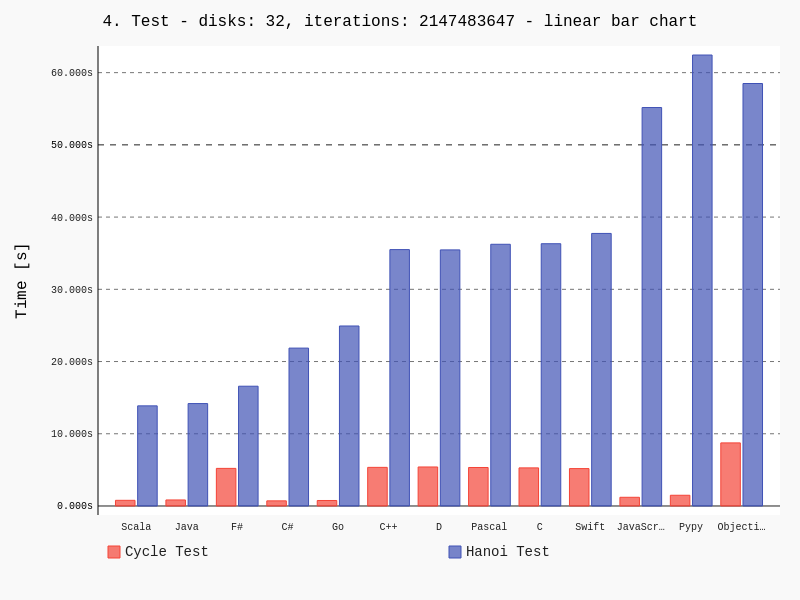 4. Test - disks: 32, iterations: 2147483647 - linear bar chart
Time [s]
60.000s
50.000s
40.000s
30.000s
20.000s
10.000s
0.000s
Scala Java F# C# Go C++ D Pascal C Swift JavaScr… Pypy Objecti…
Cycle Test Hanoi Test